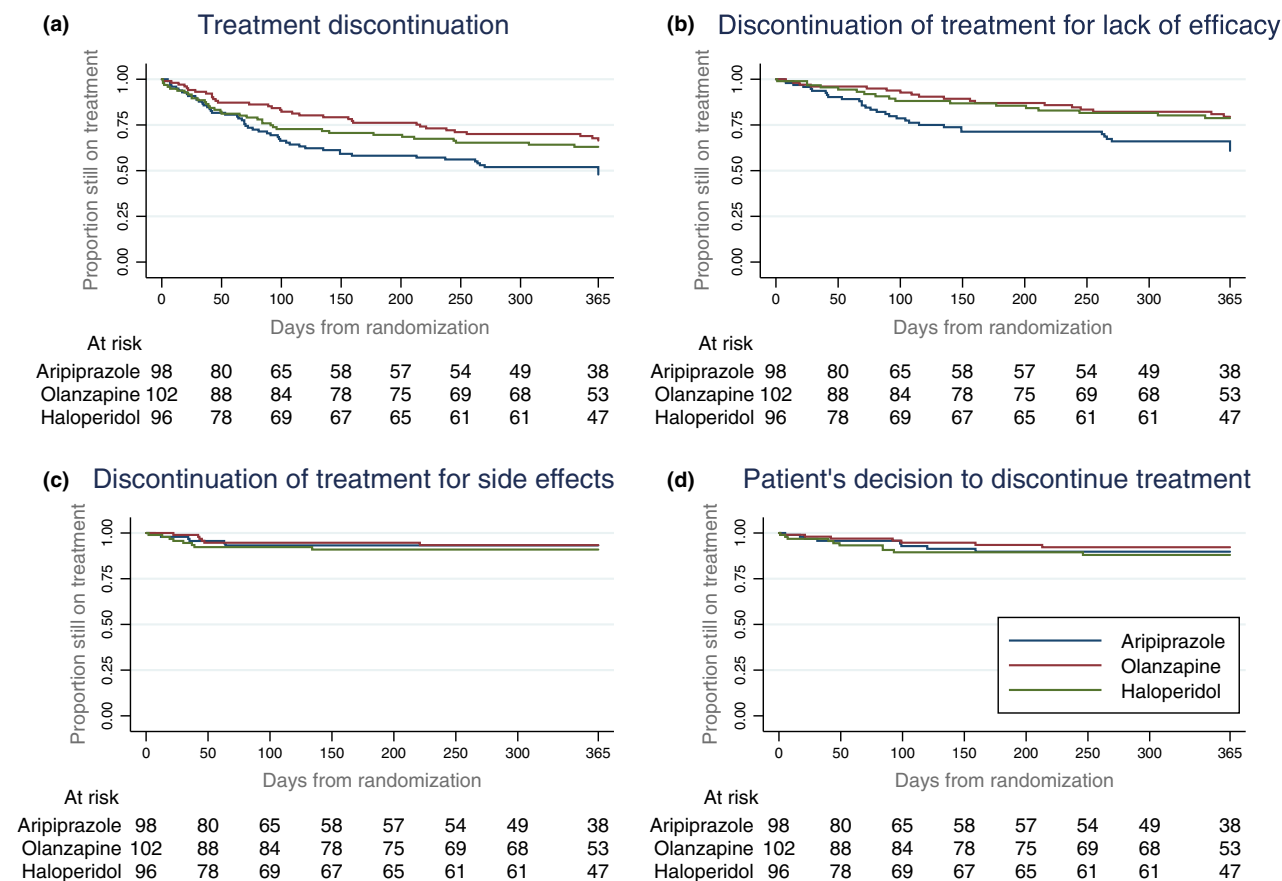 (a) Treatment discontinuation
Proportion still on treatment
1.00
0.75
0.50
0.25
0.00
0 50 100 150 200 250 300 365
Days from randomization
At risk
Aripiprazole 98 80 65 58 57 54 49 38
Olanzapine 102 88 84 78 75 69 68 53
Haloperidol 96 78 69 67 65 61 61 47
(b) Discontinuation of treatment for lack of efficacy
Proportion still on treatment
1.00
0.75
0.50
0.25
0.00
0 50 100 150 200 250 300 365
Days from randomization
At risk
Aripiprazole 98 80 65 58 57 54 49 38
Olanzapine 102 88 84 78 75 69 68 53
Haloperidol 96 78 69 67 65 61 61 47
(c) Discontinuation of treatment for side effects
Proportion still on treatment
1.00
0.75
0.50
0.25
0.00
0 50 100 150 200 250 300 365
Days from randomization
At risk
Aripiprazole 98 80 65 58 57 54 49 38
Olanzapine 102 88 84 78 75 69 68 53
Haloperidol 96 78 69 67 65 61 61 47
(d) Patient's decision to discontinue treatment
Proportion still on treatment
1.00
0.75
0.50
0.25
0.00
Aripiprazole
Olanzapine
Haloperidol
0 50 100 150 200 250 300 365
Days from randomization
At risk
Aripiprazole 98 80 65 58 57 54 49 38
Olanzapine 102 88 84 78 75 69 68 53
Haloperidol 96 78 69 67 65 61 61 47